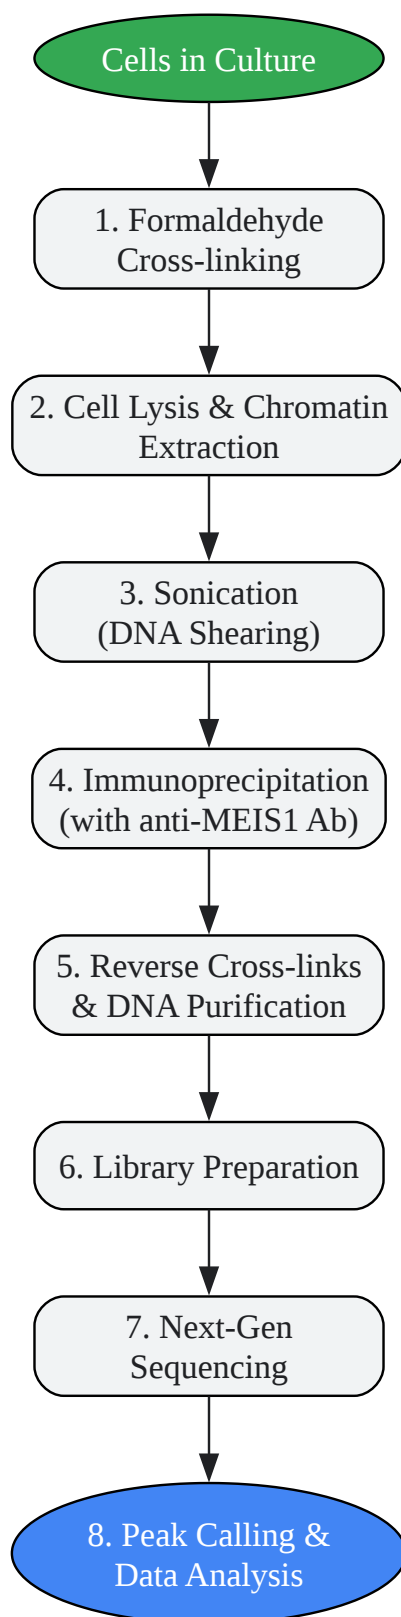 Cells in Culture
1. Formaldehyde
Cross-linking
2. Cell Lysis & Chromatin
Extraction
3. Sonication
(DNA Shearing)
4. Immunoprecipitation
(with anti-MEIS1 Ab)
5. Reverse Cross-links
& DNA Purification
6. Library Preparation
7. Next-Gen
Sequencing
8. Peak Calling &
Data Analysis